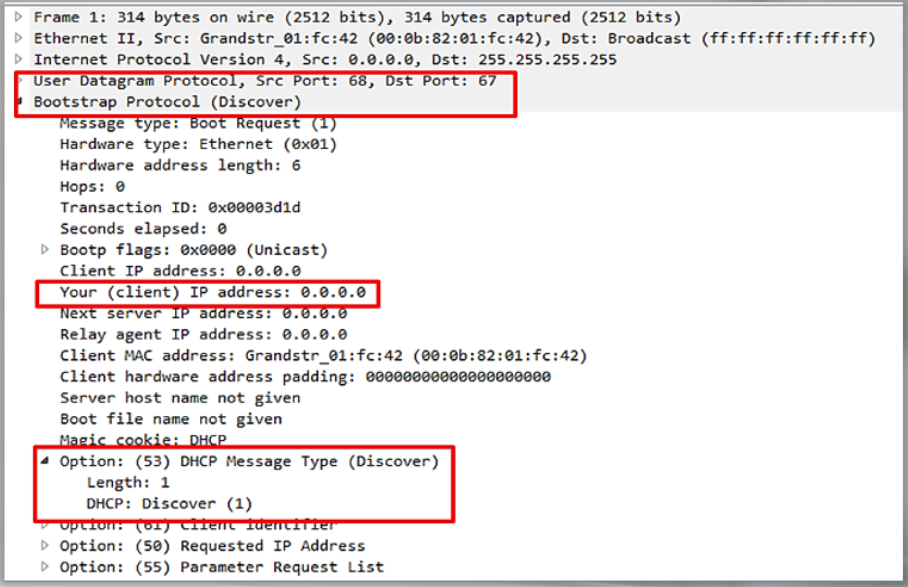 Frame 1: 314 bytes on wire (2512 bits), 314 bytes captured (2512 bits)
Ethernet II, Src: Grandstr_01:fc:42 (00:0b:82:01:fc:42), Dst: Broadcast (ff:ff:ff:ff:ff:ff)
Internet Protocol Version 4, Src: 0.0.0.0, Dst: 255.255.255.255
User Datagram Protocol, Src Port: 68, Dst Port: 67
Bootstrap Protocol (Discover)
Message type: Boot Request (1)
Hardware type: Ethernet (0x01)
Hardware address length: 6
Hops: 0
Transaction ID: 0x00003d1d
Seconds elapsed: 0
Bootp flags: 0x0000 (Unicast)
Client IP address: 0.0.0.0
Your (client) IP address: 0.0.0.0
Next server IP address: 0.0.0.0
Relay agent IP address: 0.0.0.0
Client MAC address: Grandstr_01:fc:42 (00:0b:82:01:fc:42)
Client hardware address padding: 00000000000000000000
Server host name not given
Boot file name not given
Magic cookie: DHCP
Option: (53) DHCP Message Type (Discover)
Length: 1
DHCP: Discover (1)
Option: (61) Client identifier
Option: (50) Requested IP Address
Option: (55) Parameter Request List